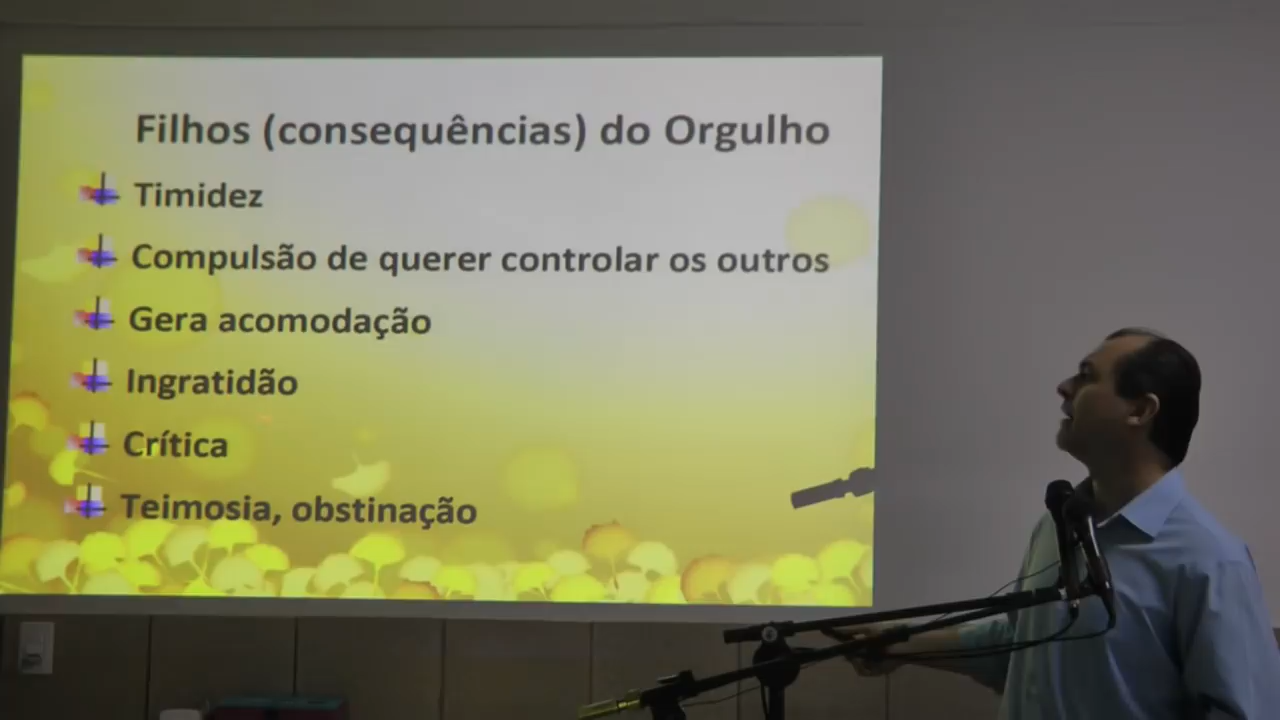 Filhos (consequências) do Orgulho
Timidez
Compulsão de querer controlar os outros
Gera acomodação
Ingratidão
Crítica
Teimosia, obstinação